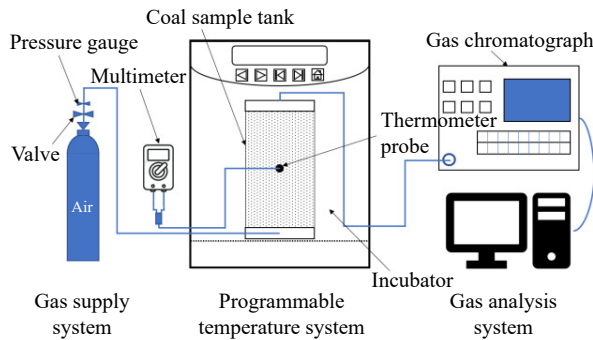 Coal sample tank
Pressure gauge
Multimeter
Gas chromatograph
Valve
Thermometer
probe
Air
Incubator
Gas supply
system
Programmable
temperature system
Gas analysis
system